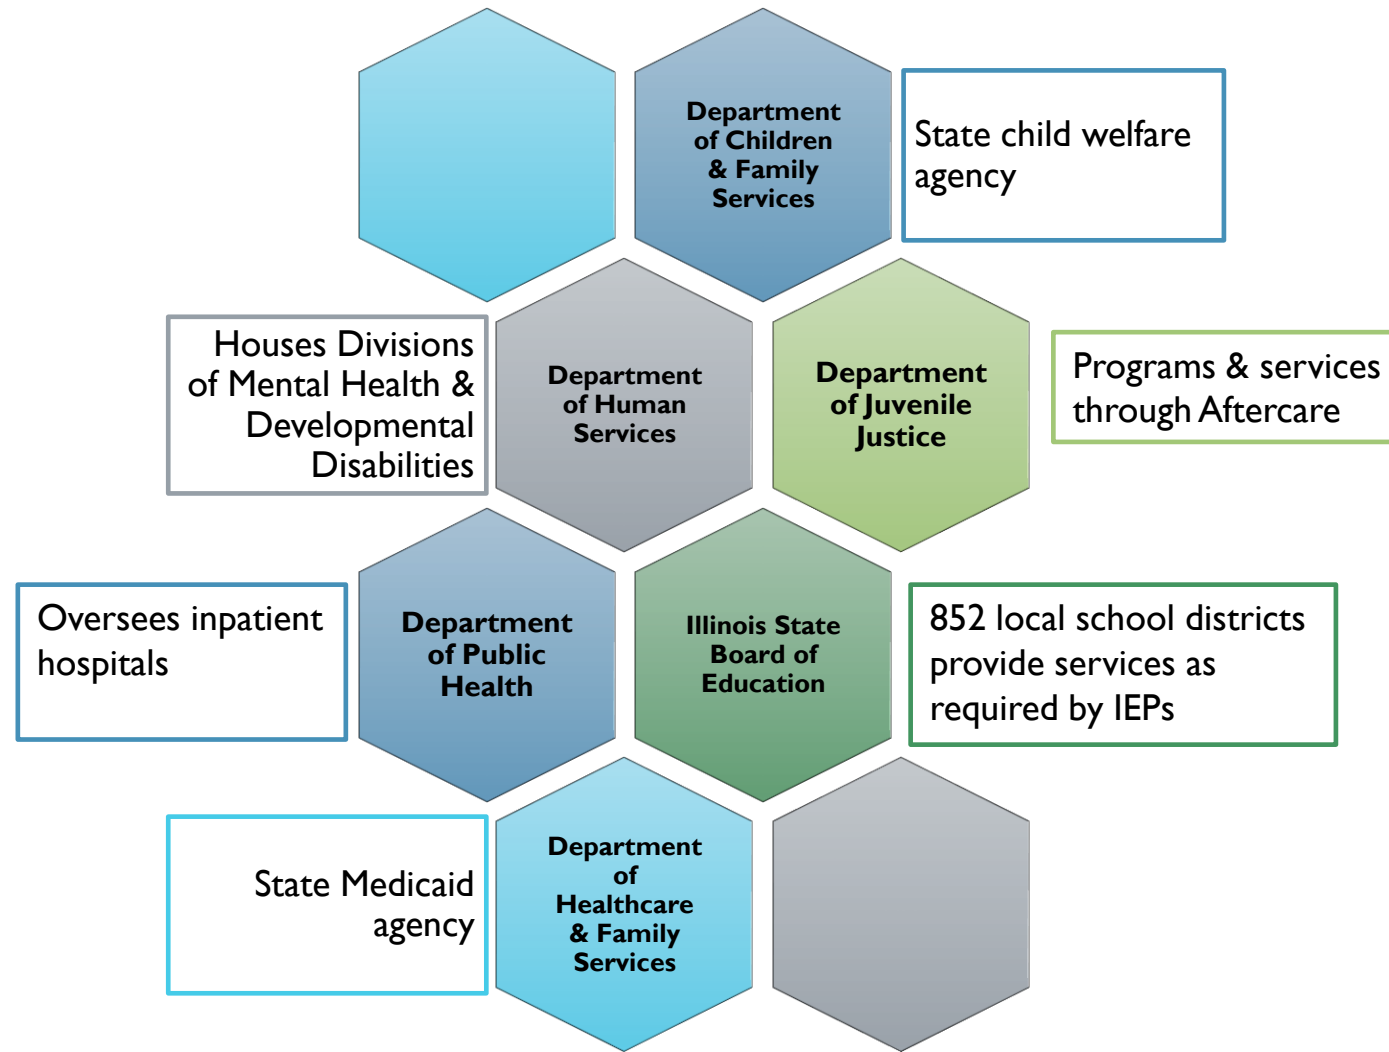 Department
of Children
& Family
Services
State child welfare
agency
Houses Divisions
of Mental Health &
Developmental
Disabilities
Department
of Human
Services
Department
of Juvenile
Justice
Programs & services
through Aftercare
Oversees inpatient
hospitals
Department
of Public
Health
Illinois State
Board of
Education
852 local school districts
provide services as
required by IEPs
State Medicaid
agency
Department
of
Healthcare
& Family
Services